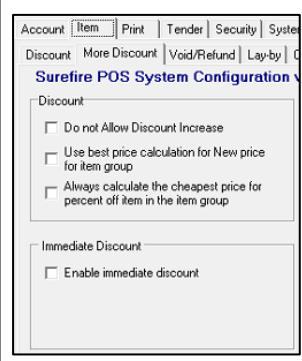 Account Item Print Tender Security
Discount More Discount Void/Refund Lay-by
Surefire POS System Configuration
Discount
Do not Allow Discount Increase
Use best price calculation for New price
for item group
Always calculate the cheapest price for
percent off item in the item group
Immediate Discount
Enable immediate discount